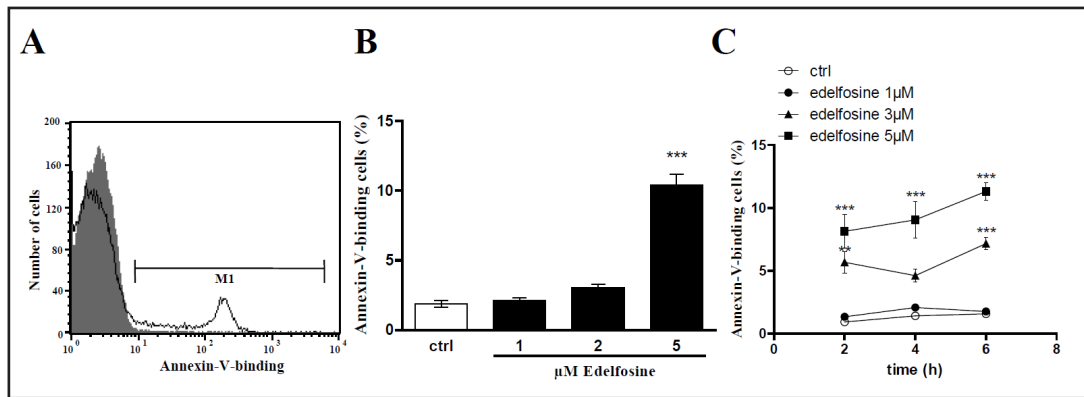 A
B
C
ctrl
edelfosine 1µM
edelfosine 3µM
edelfosine 5µM
Number of cells
200
160
120
80
40
0
M1
10^0
10^1
10^2
10^3
10^4
Annexin-V-binding
Annexin-V-binding cells (%)
15
10
5
0
***
ctrl
1
2
5
µM Edelfosine
Annexin-V-binding cells (%)
15
10
5
0
***
***
***
**
***
0
2
4
6
8
time (h)